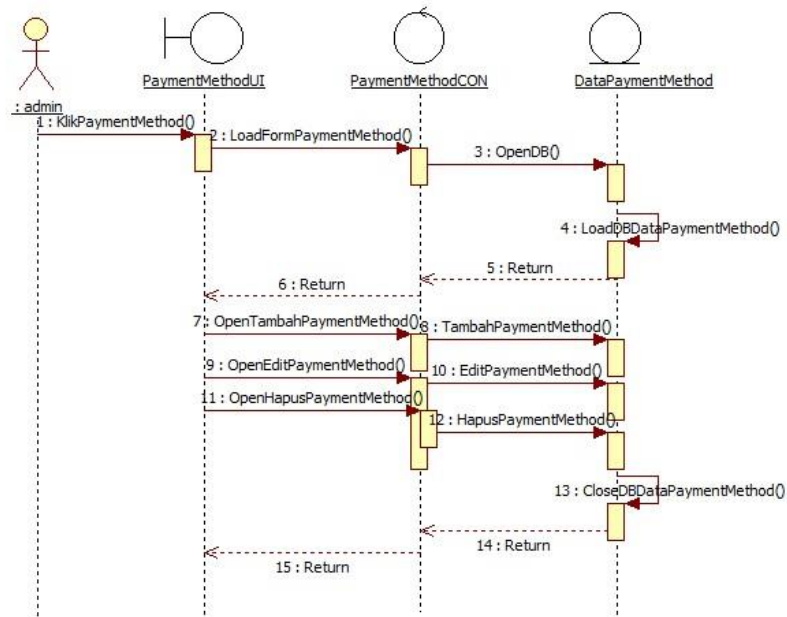 PaymentMethodUI
PaymentMethodCON
DataPaymentMethod
: admin
1 : KlikPaymentMethod()
2 : LoadFormPaymentMethod()
3 : OpenDB()
4 : LoadDBDataPaymentMethod()
5 : Return
6 : Return
7 : OpenTambahPaymentMethod()
8 : TambahPaymentMethod()
9 : OpenEditPaymentMethod()
10 : EditPaymentMethod()
11 : OpenHapusPaymentMethod()
12 : HapusPaymentMethod()
13 : CloseDBDataPaymentMethod()
14 : Return
15 : Return